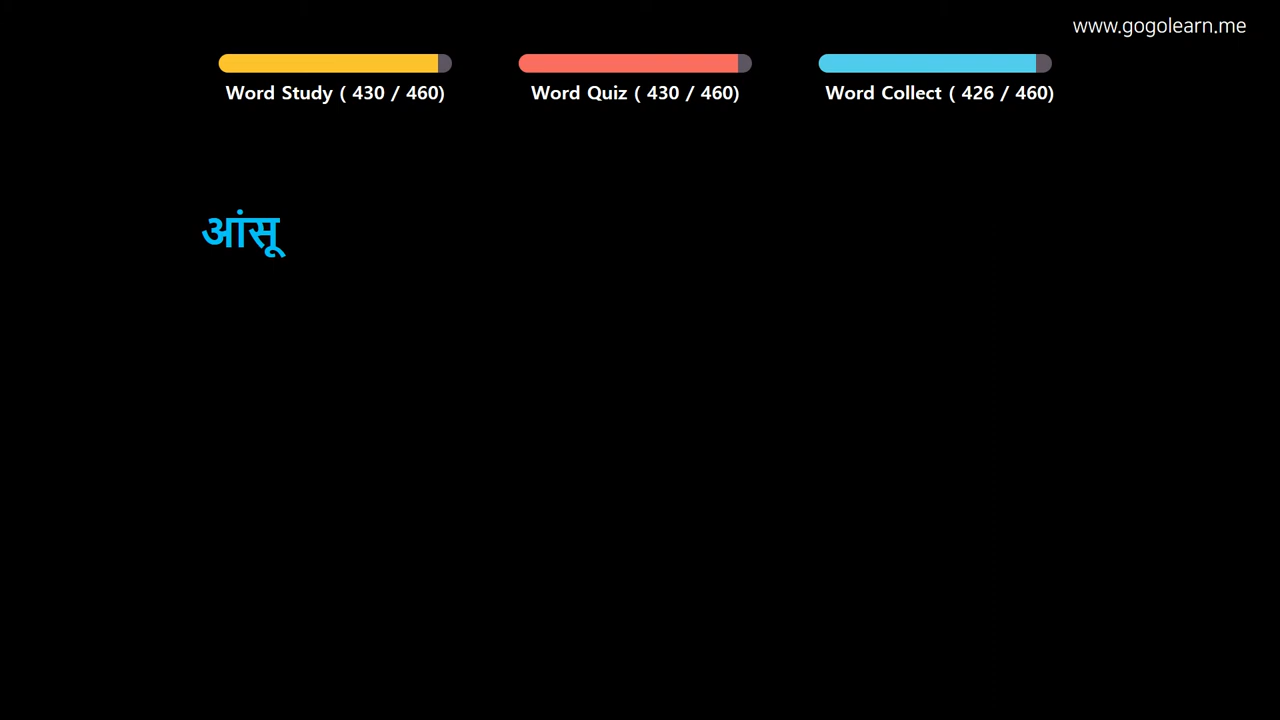 www.gogolearn.me
Word Study ( 430 / 460)
Word Quiz ( 430 / 460)
Word Collect ( 426 / 460)
आंसू